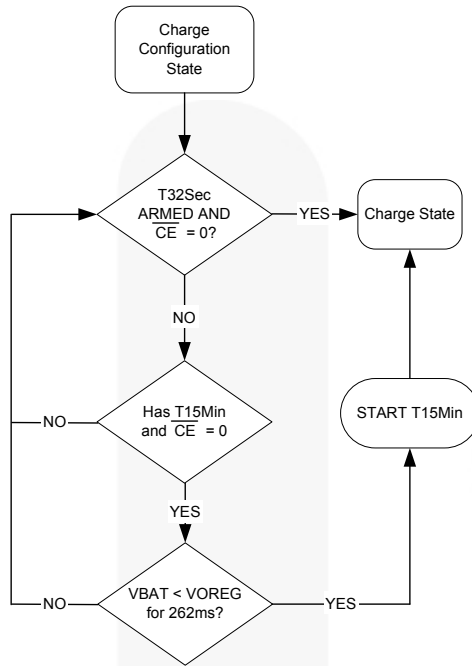 Charge
Configuration
State
T32Sec
ARMED AND
CE = 0?
YES
Charge State
NO
Has T15Min
and CE = 0
NO
START T15Min
YES
VBAT < VOREG
for 262ms?
NO
YES